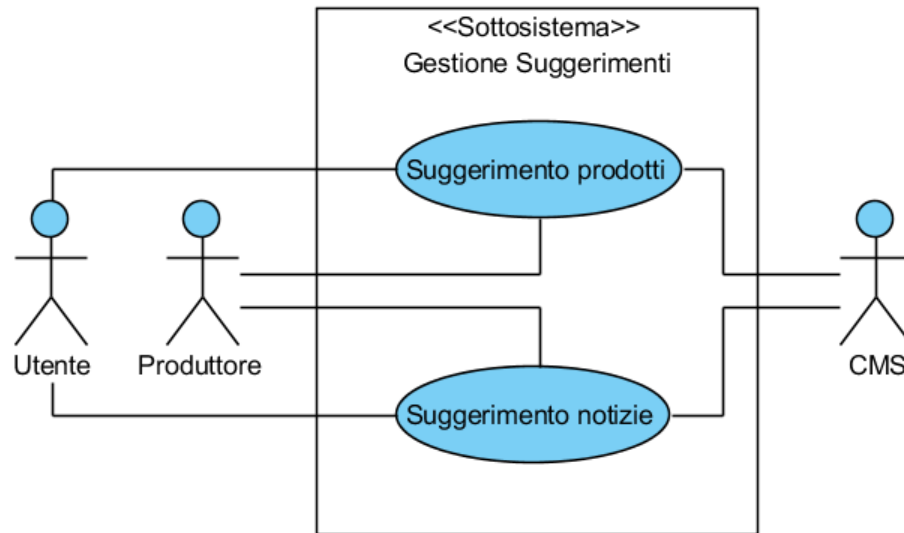 <<Sottosistema>>
Gestione Suggerimenti
Suggerimento prodotti
Utente
Produttore
CMS
Suggerimento notizie